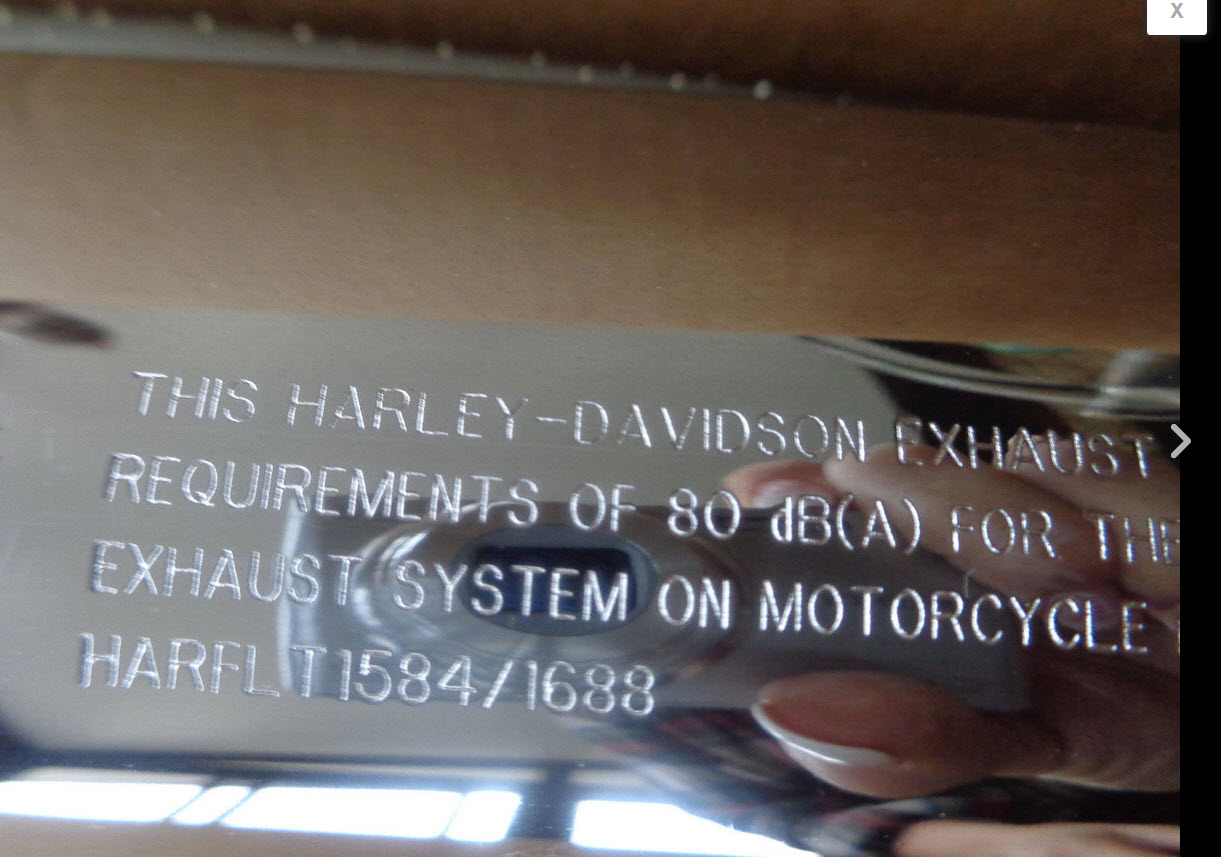 X
THIS HARLEY-DAVIDSON EXHAUST
REQUIREMENTS OF 80 dB(A) FOR THE
EXHAUST SYSTEM ON MOTORCYCLE
HARFLT1584/1688